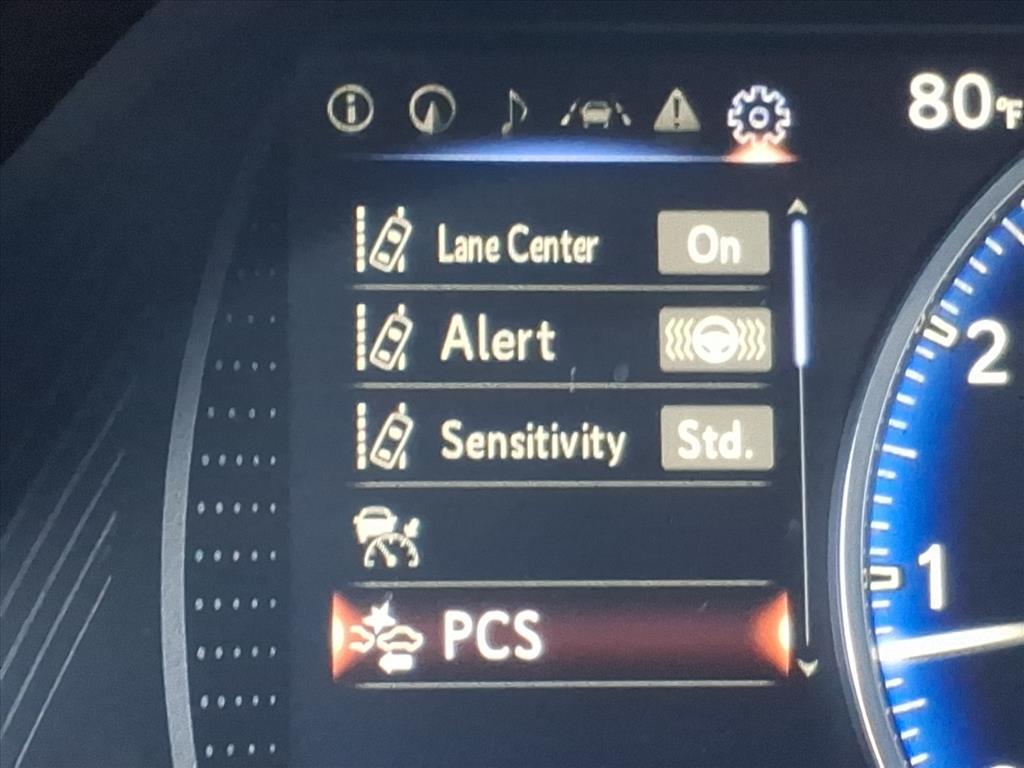 80°F
Lane Center On
Alert
Sensitivity Std.
PCS
2
1